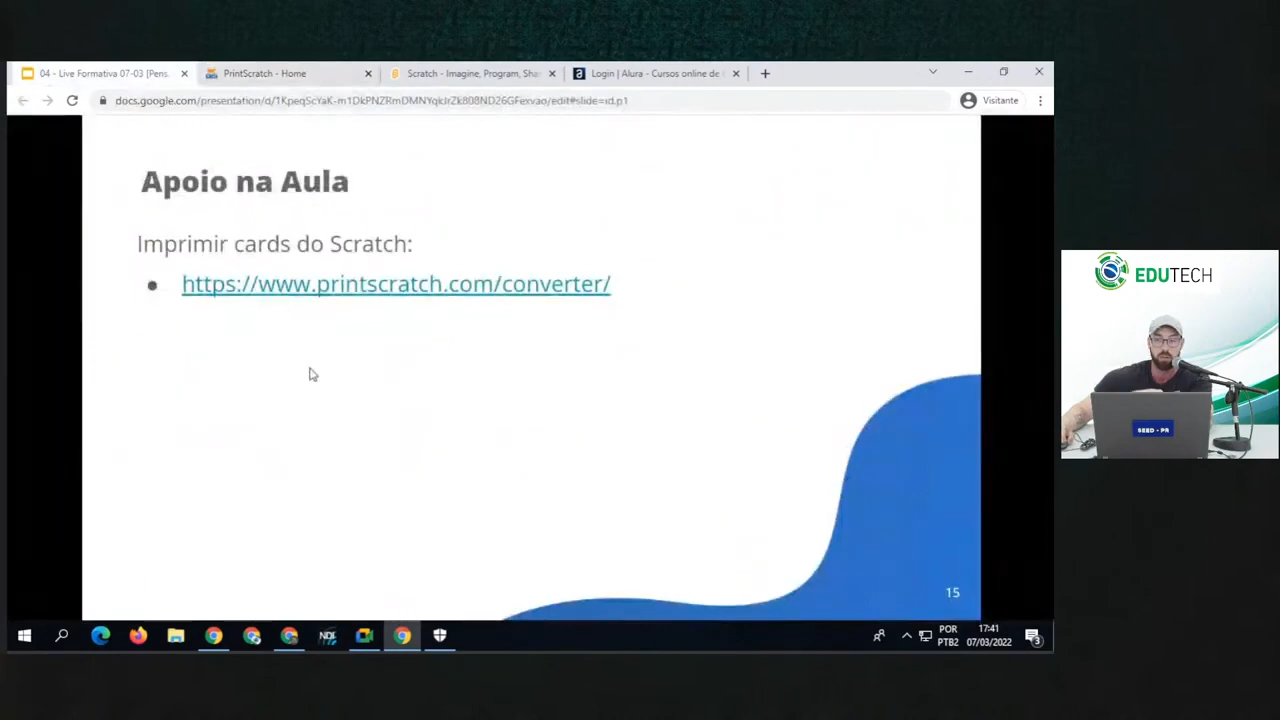 04 - Live Formativa 07-03 [Pens
PrintScratch - Home
Scratch - Imagine, Program, Sha
Login | Alura - Cursos online de
Visitante
Apoio na Aula
Imprimir cards do Scratch:
https://www.printscratch.com/converter/
15
EDUTECH
SEED - PR
NDI
POR
PTB2
17:41
07/03/2022
3